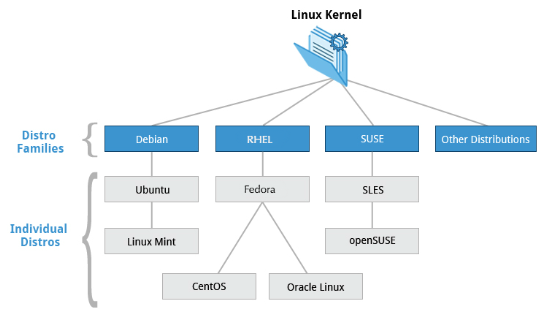 Linux Kernel
Distro
Families
Debian
RHEL
SUSE
Other Distributions
Individual
Distros
Ubuntu
Fedora
SLES
Linux Mint
openSUSE
CentOS
Oracle Linux